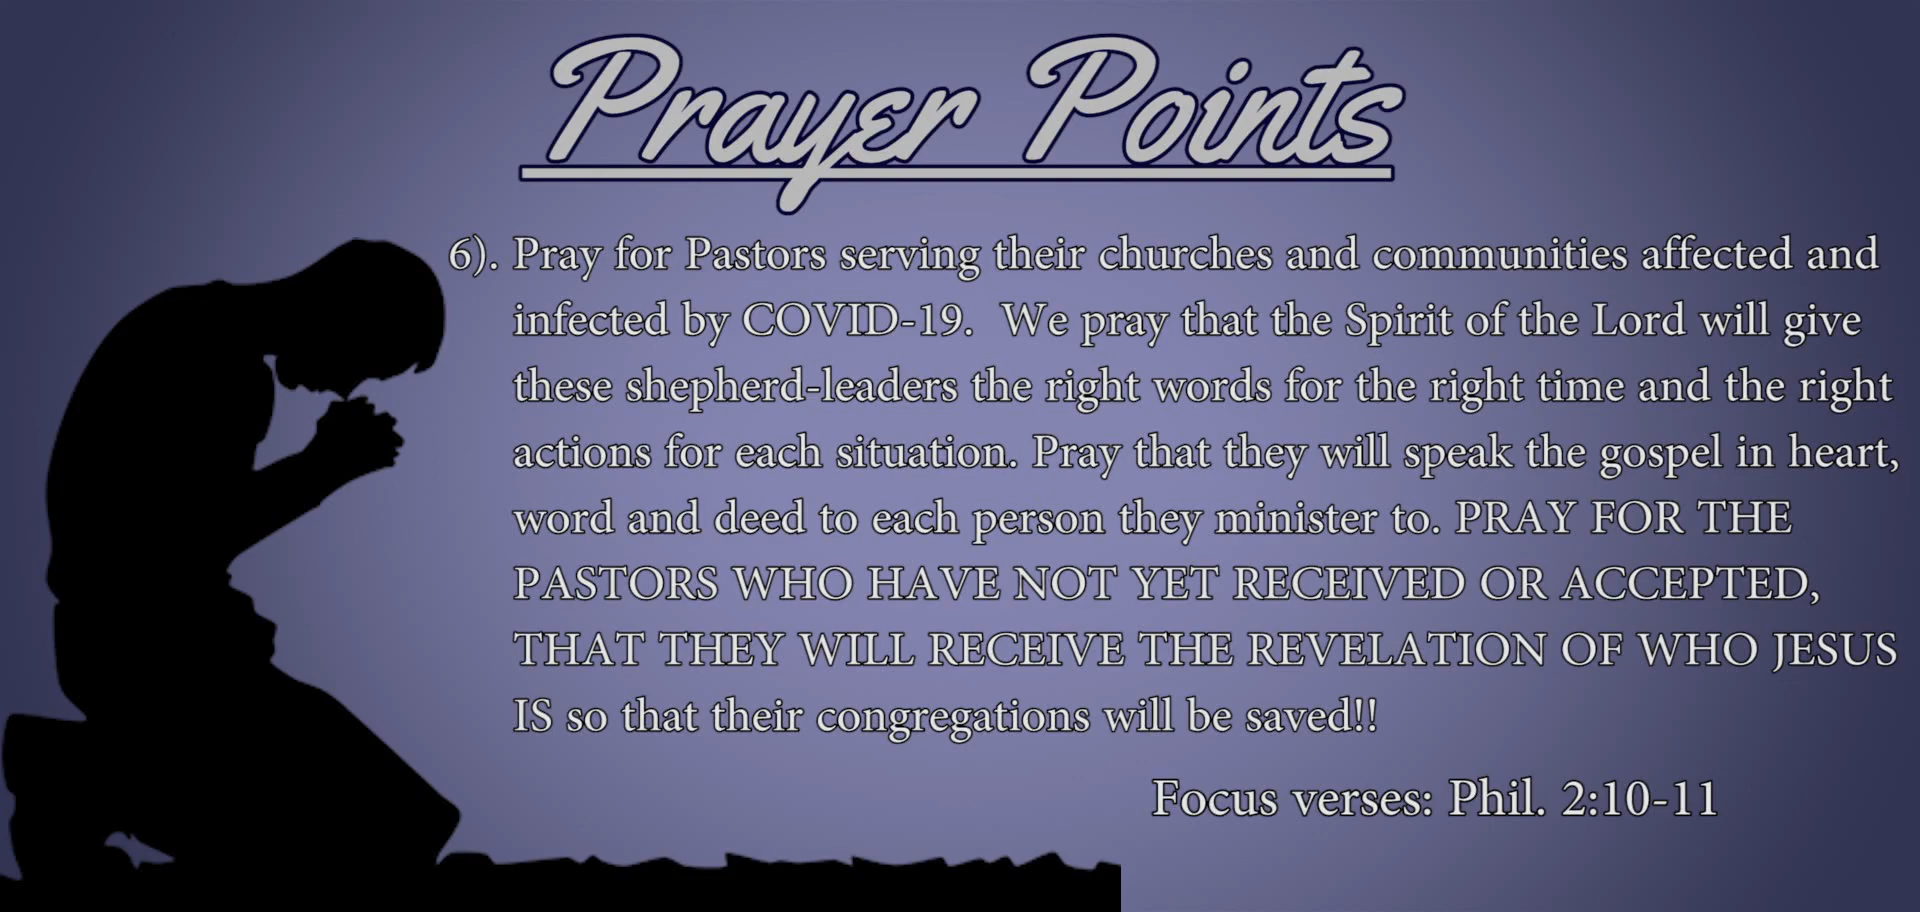 Prayer Points
6). Pray for Pastors serving their churches and communities affected and
infected by COVID-19.  We pray that the Spirit of the Lord will give
these shepherd-leaders the right words for the right time and the right
actions for each situation. Pray that they will speak the gospel in heart,
word and deed to each person they minister to. PRAY FOR THE
PASTORS WHO HAVE NOT YET RECEIVED OR ACCEPTED,
THAT THEY WILL RECEIVE THE REVELATION OF WHO JESUS
IS so that their congregations will be saved!!
Focus verses: Phil. 2:10-11